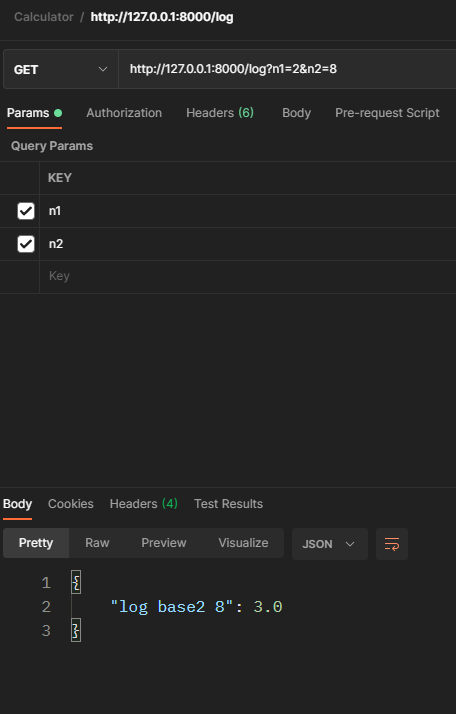 Calculator / http://127.0.0.1:8000/log
GET http://127.0.0.1:8000/log?n1=2&n2=8
Params Authorization Headers (6) Body Pre-request Script
Query Params
KEY
n1
n2
Key
Body Cookies Headers (4) Test Results
Pretty Raw Preview Visualize JSON
1 {
2 "log base2 8": 3.0
3 }